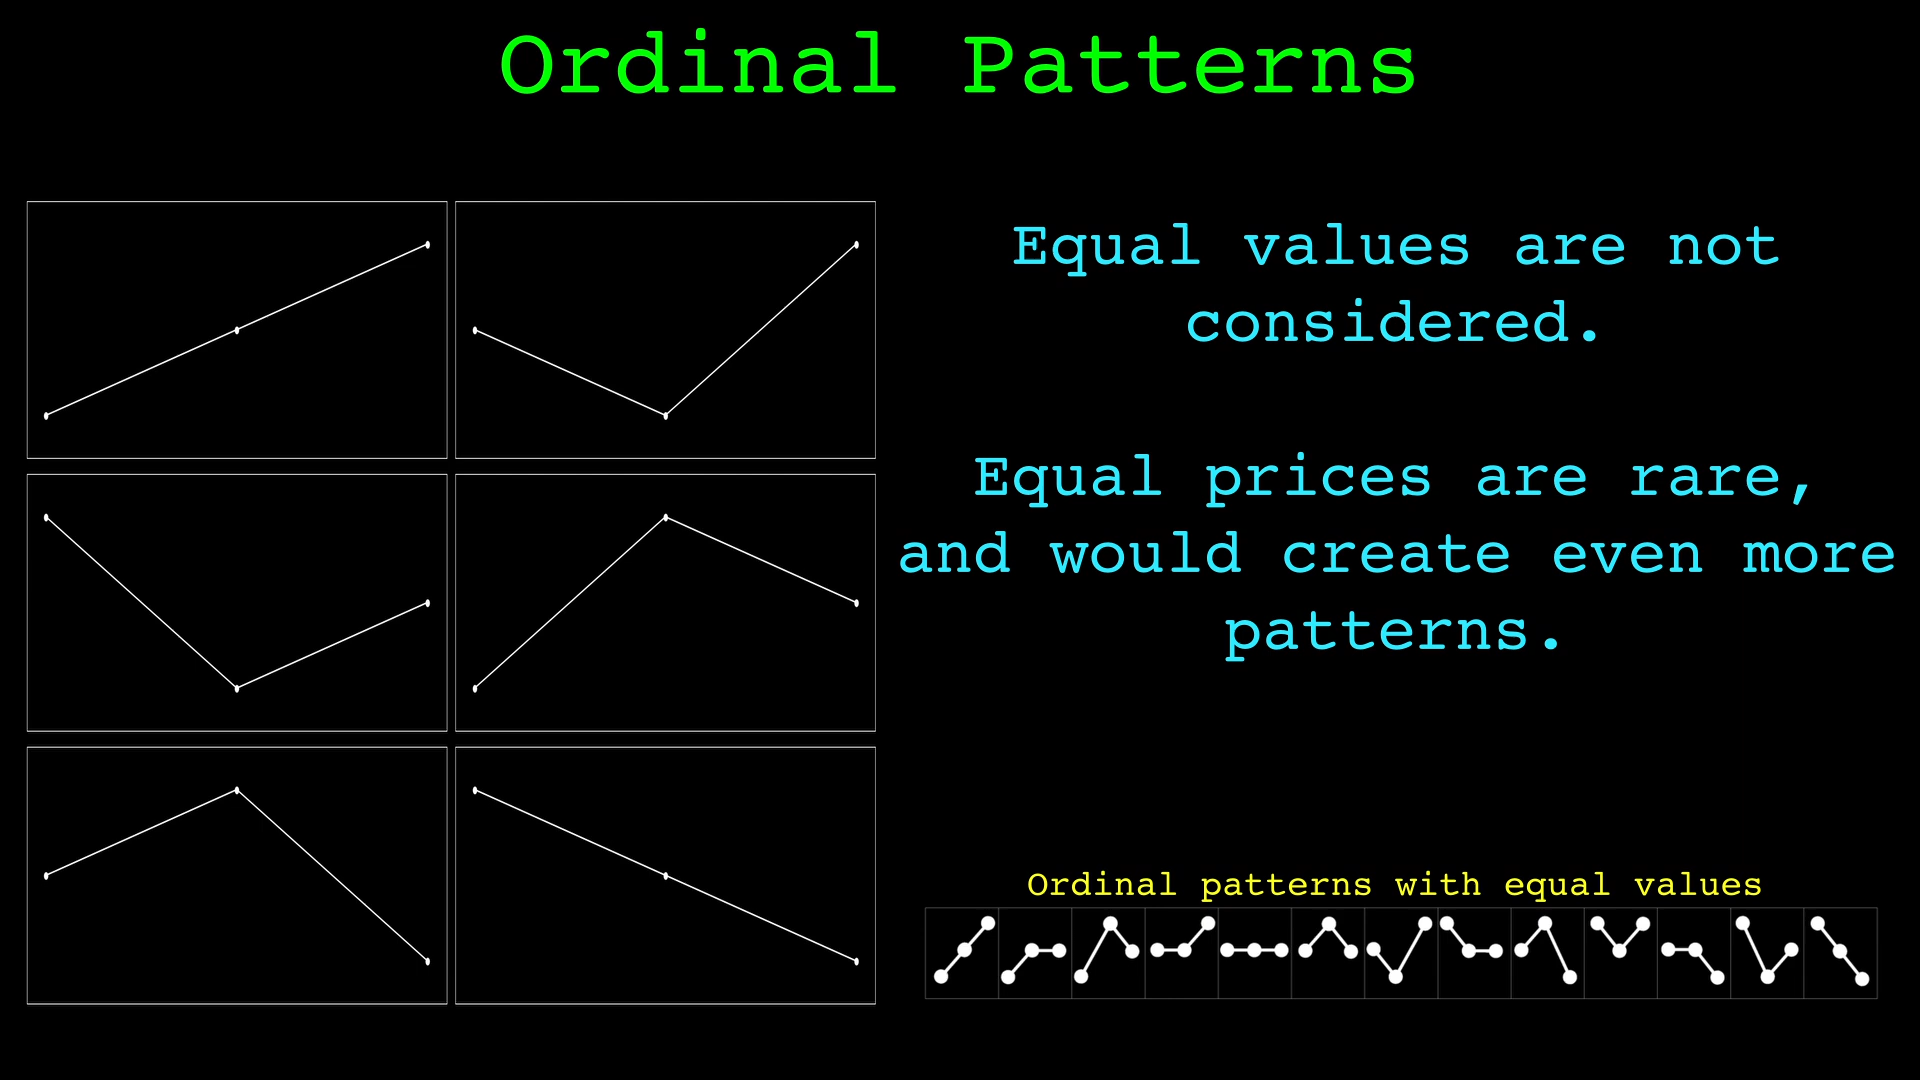 Ordinal Patterns
Equal values are not
considered.
Equal prices are rare,
and would create even more
patterns.
Ordinal patterns with equal values